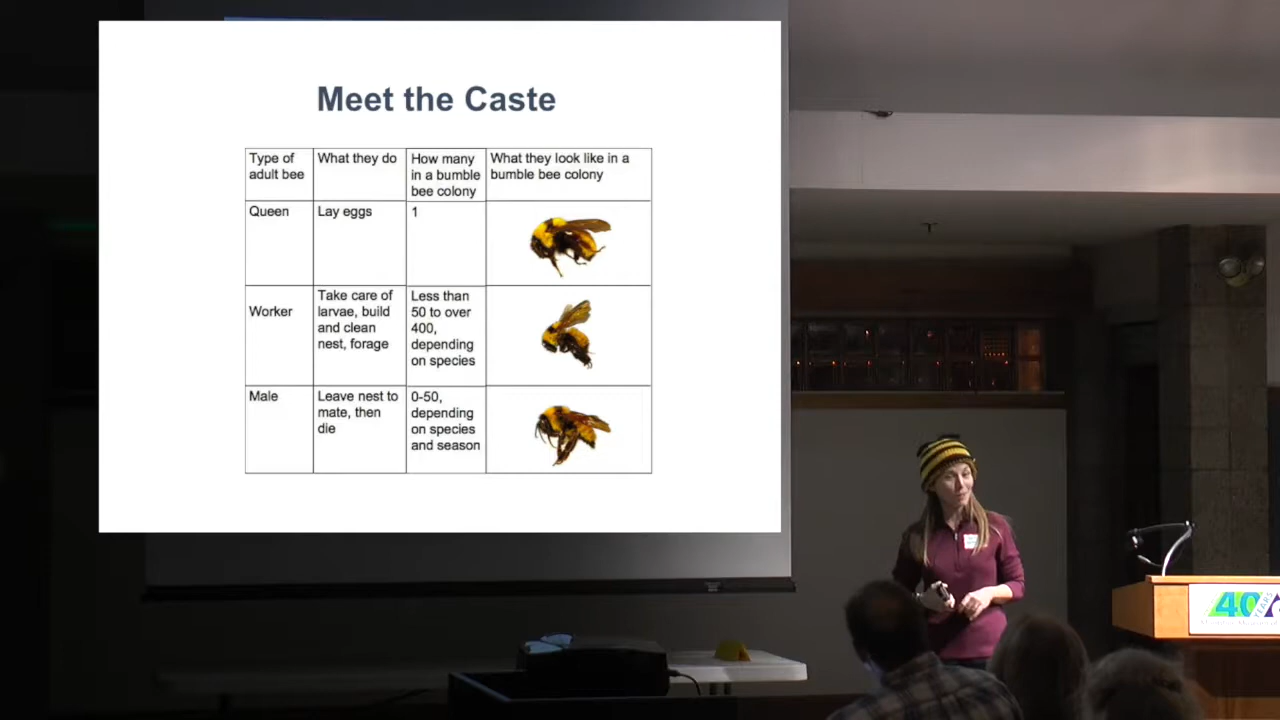 Meet the Caste
Type of
adult bee
What they do
How many
in a bumble
bee colony
What they look like in a
bumble bee colony
Queen
Lay eggs
1
Worker
Take care of
larvae, build
and clean
nest, forage
Less than
50 to over
400,
depending
on species
Male
Leave nest to
mate, then
die
0-50,
depending
on species
and season
40
YEARS